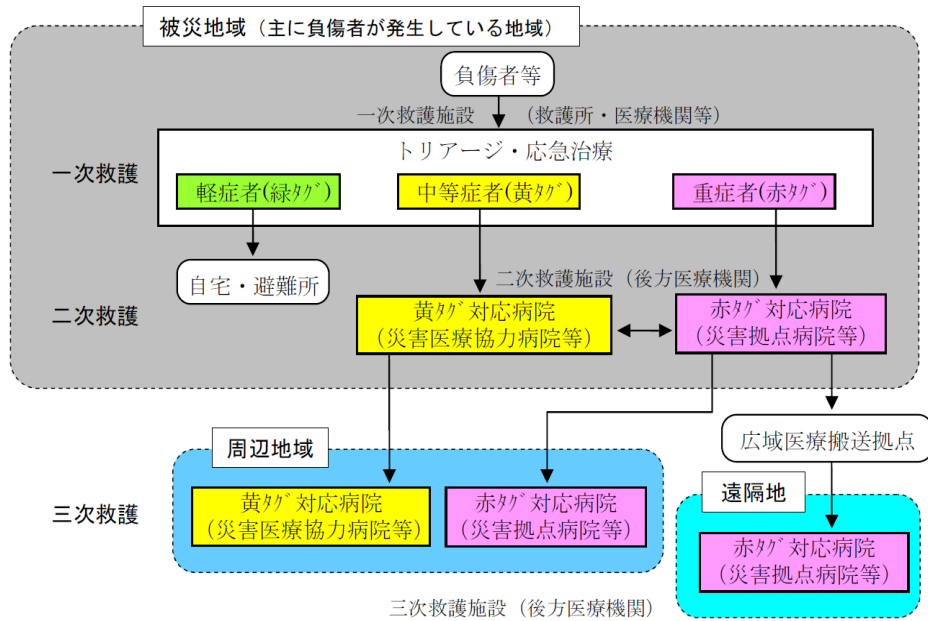 被災地域（主に負傷者が発生している地域）
負傷者等
一次救護施設　（救護所・医療機関等）
トリアージ・応急治療
一次救護
軽症者(緑ﾀｸﾞ)
中等症者(黄ﾀｸﾞ)
重症者(赤ﾀｸﾞ)
自宅・避難所
二次救護施設（後方医療機関）
二次救護
黄ﾀｸﾞ対応病院
（災害医療協力病院等）
赤ﾀｸﾞ対応病院
（災害拠点病院等）
広域医療搬送拠点
周辺地域
遠隔地
三次救護
黄ﾀｸﾞ対応病院
（災害医療協力病院等）
赤ﾀｸﾞ対応病院
（災害拠点病院等）
赤ﾀｸﾞ対応病院
（災害拠点病院等）
三次救護施設（後方医療機関）